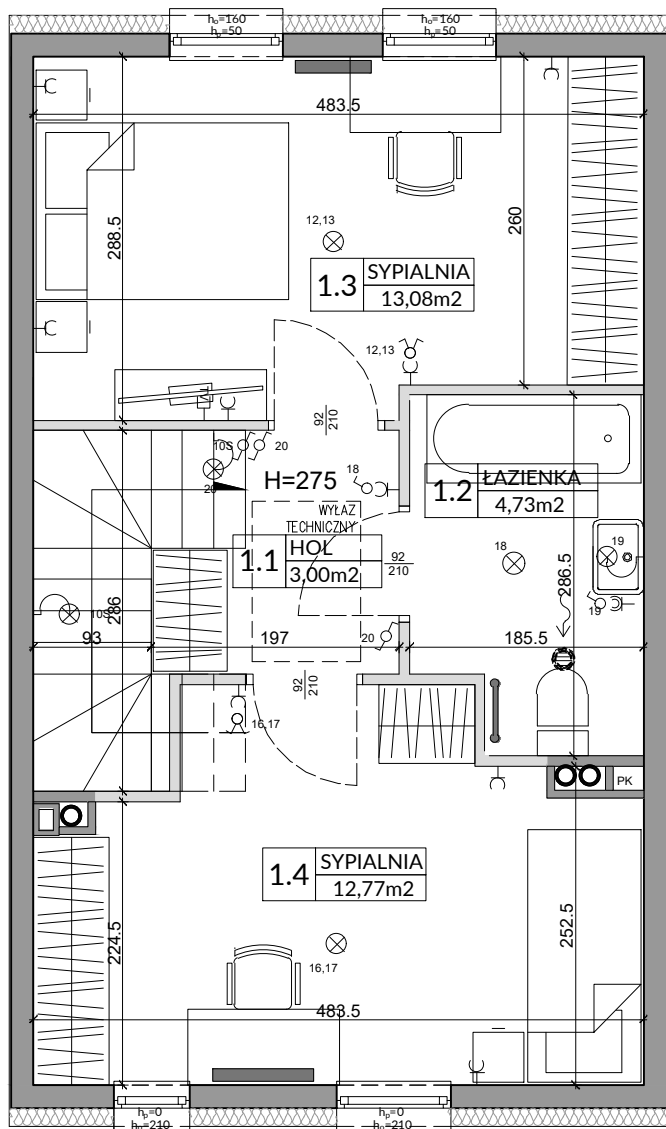 hₒ=160
hₚ=50
hₒ=160
hₚ=50
483.5
288.5
260
12,13
1.3 SYPIALNIA
13,08m2
12,13
92
210
10S
20
20
H=275
18
WYŁAZ
TECHNICZNY
1.1 HOL
3,00m2
92
210
1.2 ŁAZIENKA
4,73m2
18
19
19
286.5
286
10S
93
197
20
185.5
92
210
16,17
PK
1.4 SYPIALNIA
12,77m2
224.5
252.5
16,17
483.5
hₚ=0
hₒ=210
hₚ=0
hₒ=210